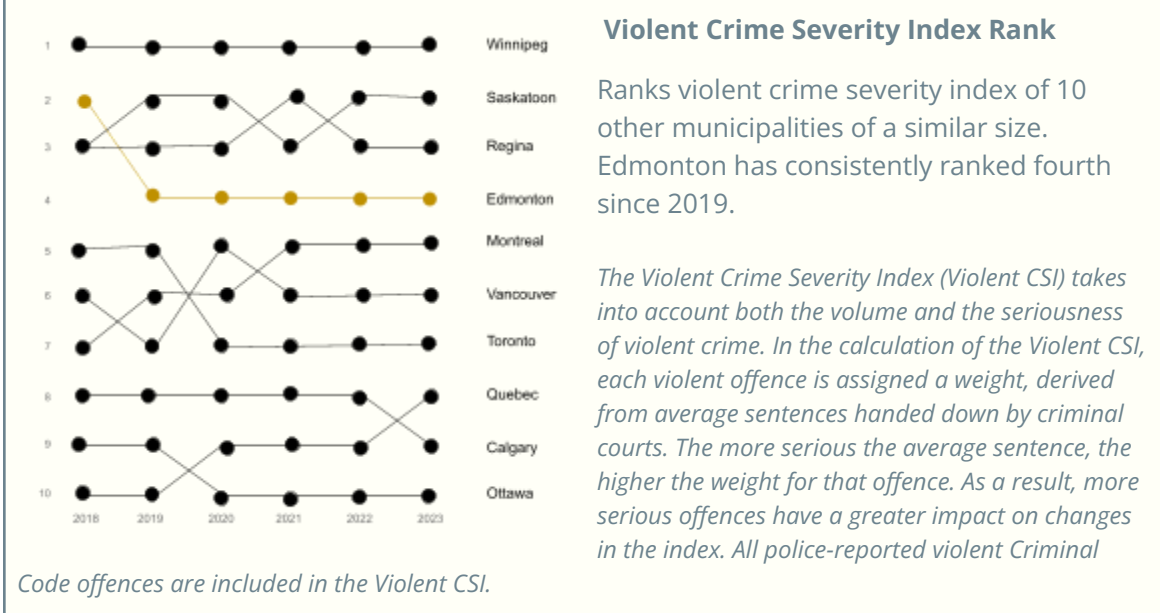 1
Winnipeg
2
Saskatoon
3
Regina
4
Edmonton
5
Montreal
6
Vancouver
7
Toronto
8
Quebec
9
Calgary
10
Ottawa
2018 2019 2020 2021 2022 2023
Violent Crime Severity Index Rank
Ranks violent crime severity index of 10
other municipalities of a similar size.
Edmonton has consistently ranked fourth
since 2019.
The Violent Crime Severity Index (Violent CSI) takes
into account both the volume and the seriousness
of violent crime. In the calculation of the Violent CSI,
each violent offence is assigned a weight, derived
from average sentences handed down by criminal
courts. The more serious the average sentence, the
higher the weight for that offence. As a result, more
serious offences have a greater impact on changes
in the index. All police-reported violent Criminal
Code offences are included in the Violent CSI.